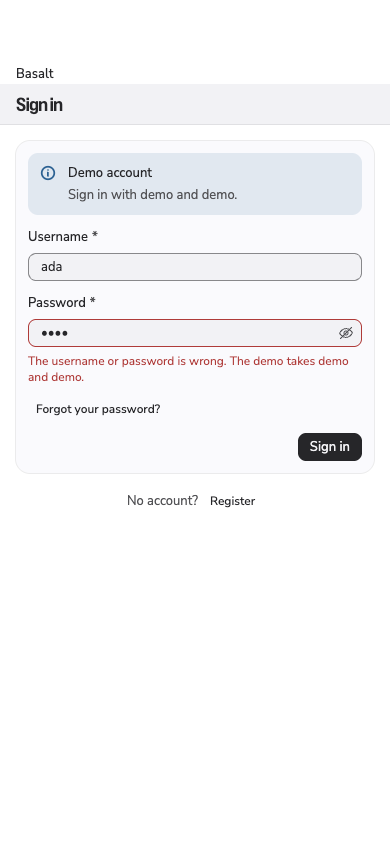 Basalt
Sign in
Demo account
Sign in with demo and demo.
Username *
ada
Password *
••••
The username or password is wrong. The demo takes demo
and demo.
Forgot your password?
Sign in
No account? Register